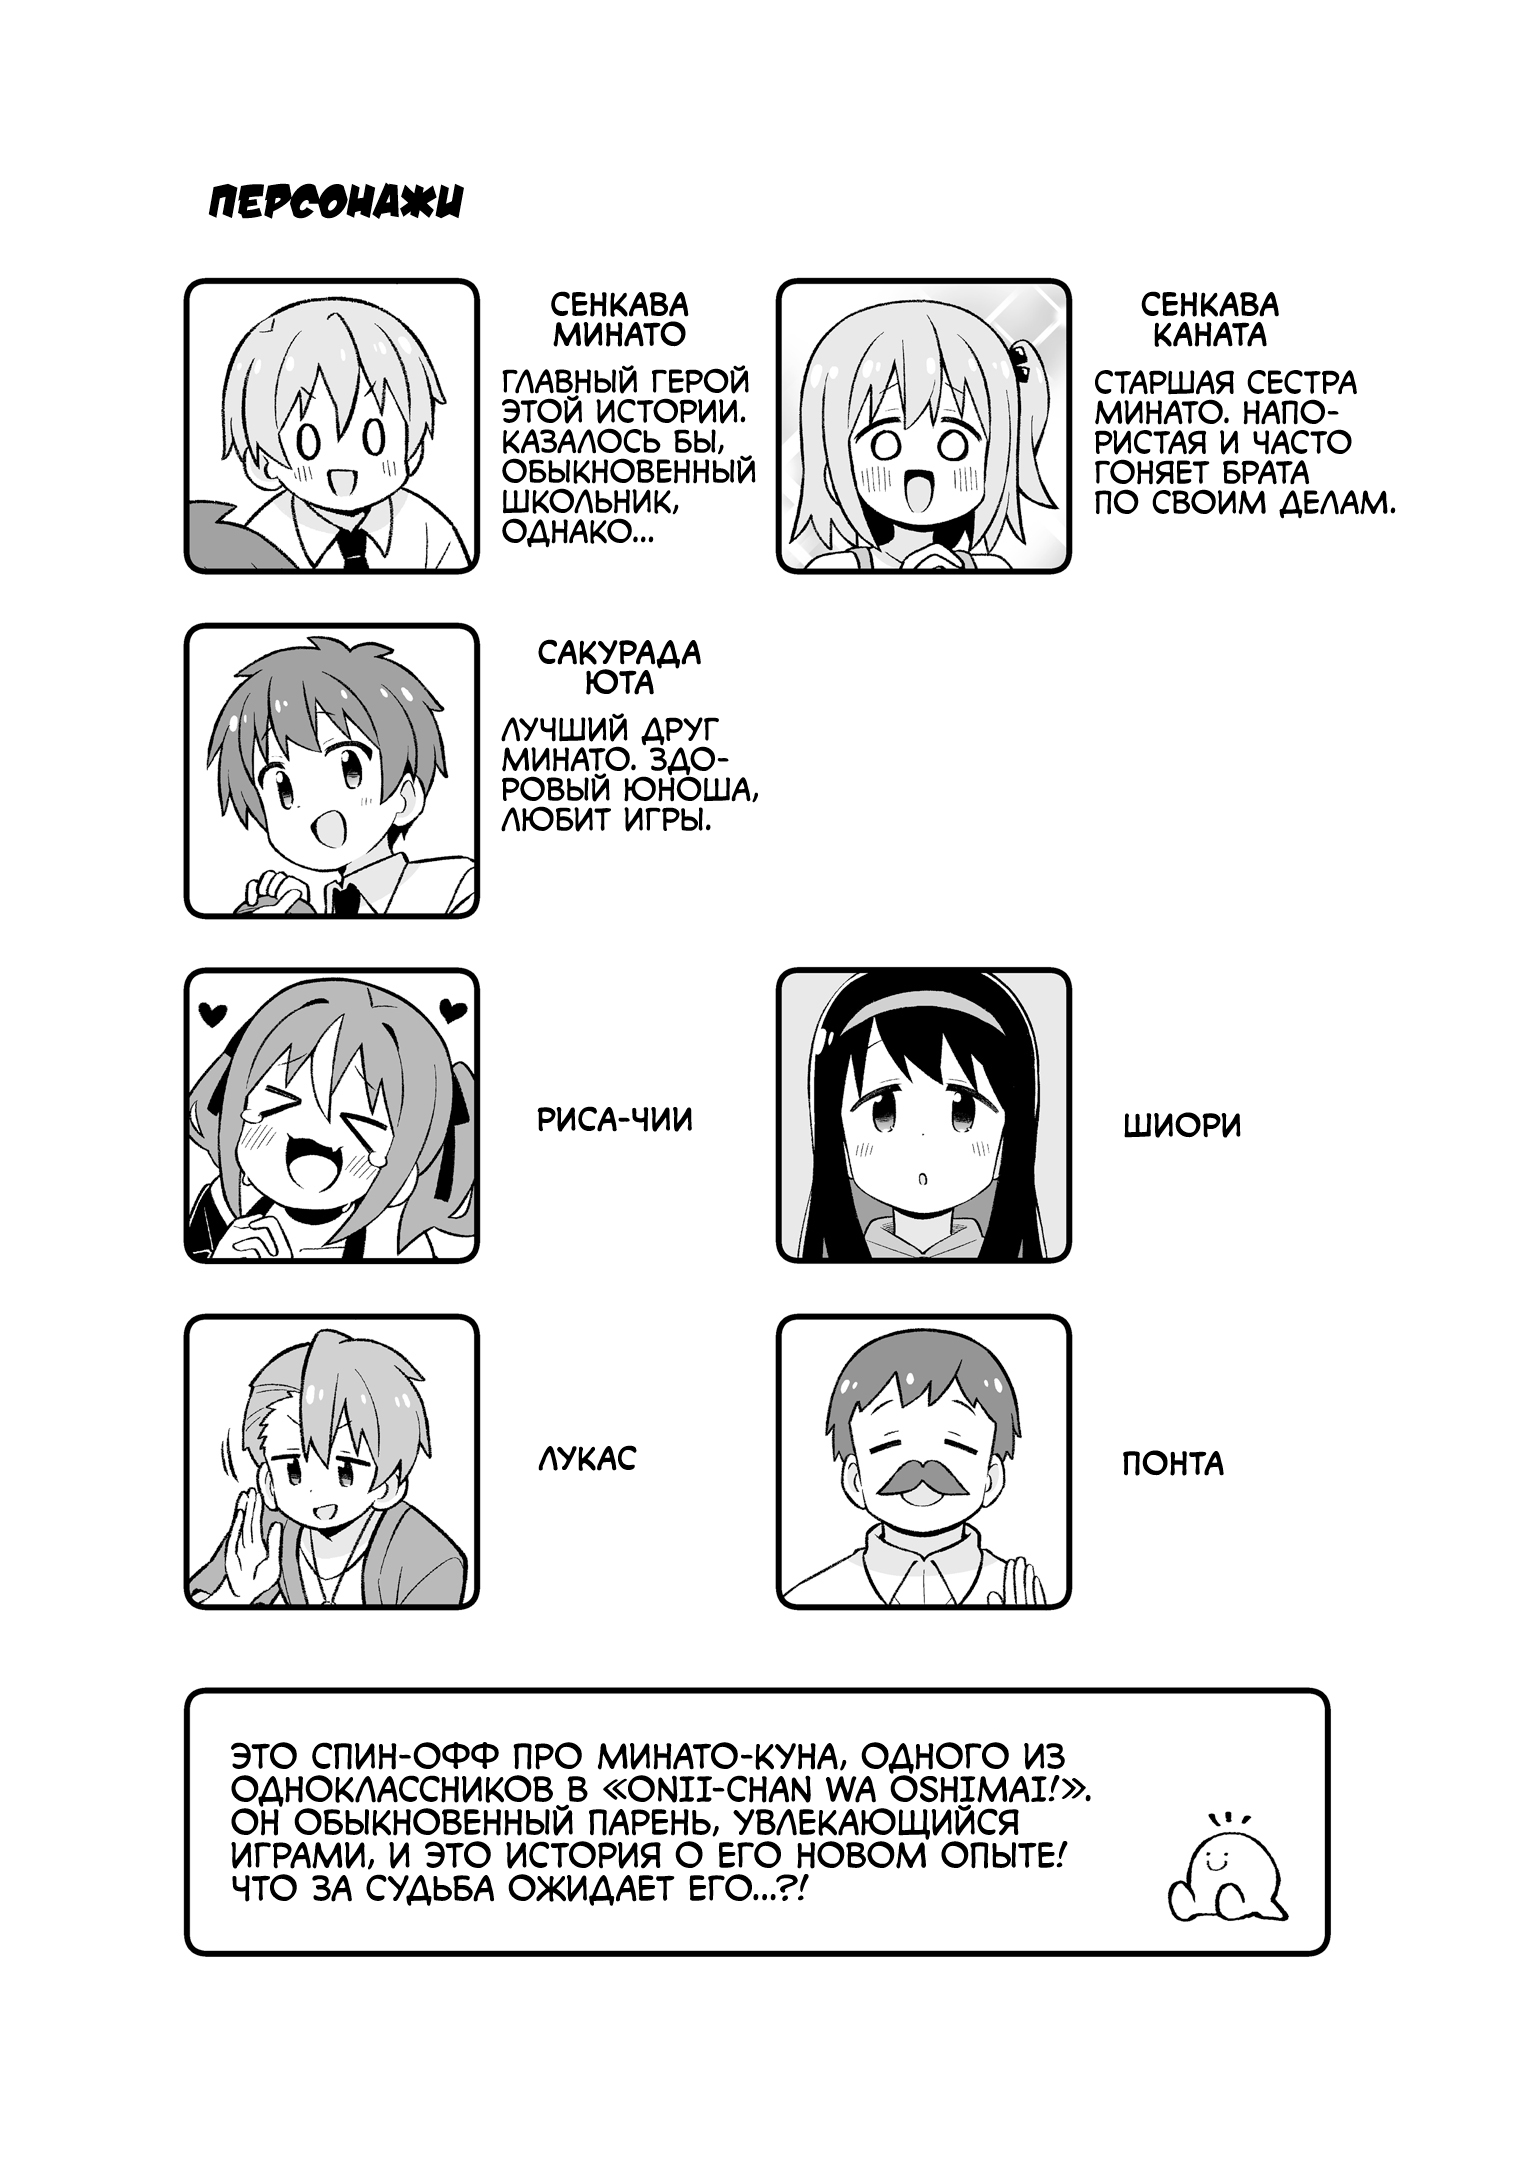 ПЕРСОНАЖИ
СЕНКАВА
МИНАТО
ГЛАВНЫЙ ГЕРОЙ
ЭТОЙ ИСТОРИИ.
КАЗАЛОСЬ БЫ,
ОБЫКНОВЕННЫЙ
ШКОЛЬНИК,
ОДНАКО...
СЕНКАВА
КАНАТА
СТАРШАЯ СЕСТРА
МИНАТО. НАПО-
РИСТАЯ И ЧАСТО
ГОНЯЕТ БРАТА
ПО СВОИМ ДЕЛАМ.
САКУРАДА
ЮТА
ЛУЧШИЙ ДРУГ
МИНАТО. ЗДО-
РОВЫЙ ЮНОША,
ЛЮБИТ ИГРЫ.
РИСА-ЧИИ
ШИОРИ
ЛУКАС
ПОНТА
ЭТО СПИН-ОФФ ПРО МИНАТО-КУНА, ОДНОГО ИЗ
ОДНОКЛАССНИКОВ В «ONII-CHAN WA OSHIMAI!».
ОН ОБЫКНОВЕННЫЙ ПАРЕНЬ, УВЛЕКАЮЩИЙСЯ
ИГРАМИ, И ЭТО ИСТОРИЯ О ЕГО НОВОМ ОПЫТЕ!
ЧТО ЗА СУДЬБА ОЖИДАЕТ ЕГО...?!